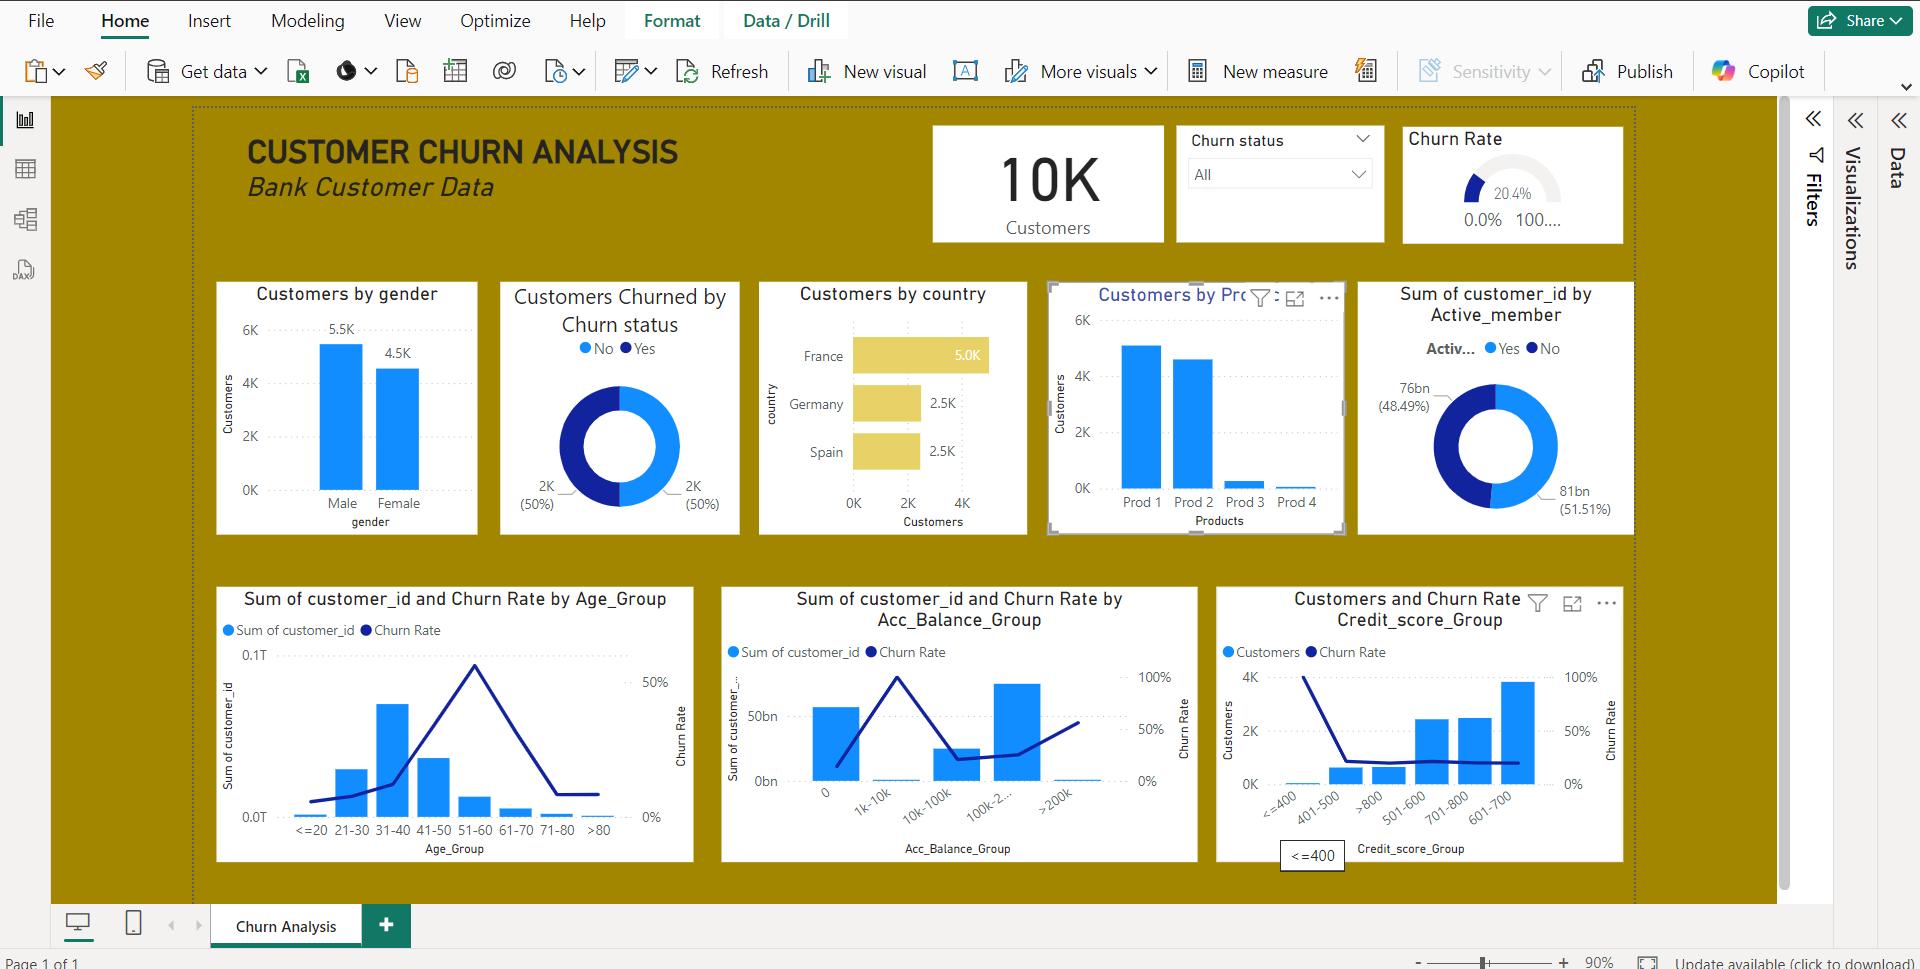 File Home Insert Modeling View Optimize Help Format Data / Drill Share
Get data Refresh New visual More visuals New measure Sensitivity Publish Copilot
CUSTOMER CHURN ANALYSIS
Bank Customer Data
10K
Customers
Churn status
All
Churn Rate
20.4%
0.0% 100....
Filters
Visualizations
Data
DAX
Customers by gender
6K
4K
2K
0K
5.5K
4.5K
Customers
Male Female
gender
Customers Churned by
Churn status
No Yes
2K
(50%)
2K
(50%)
Customers by country
country
France 5.0K
Germany 2.5K
Spain 2.5K
0K 2K 4K
Customers
Customers by Pro
6K
4K
2K
0K
Customers
Prod 1 Prod 2 Prod 3 Prod 4
Products
Sum of customer_id by
Active_member
Activ... Yes No
76bn
(48.49%)
81bn
(51.51%)
Sum of customer_id and Churn Rate by Age_Group
Sum of customer_id Churn Rate
0.1T
0.0T
Sum of customer_id
50%
0%
Churn Rate
<=20 21-30 31-40 41-50 51-60 61-70 71-80 >80
Age_Group
Sum of customer_id and Churn Rate by
Acc_Balance_Group
Sum of customer_id Churn Rate
50bn
0bn
Sum of customer_...
100%
50%
0%
Churn Rate
0 1k-10k 10k-100k 100k-2... >200k
Acc_Balance_Group
Customers and Churn Rate
Credit_score_Group
Customers Churn Rate
4K
2K
0K
Customers
100%
50%
0%
Churn Rate
<=400 401-500 >800 501-600 701-800 601-700
Credit_score_Group
<=400
Churn Analysis
Page 1 of 1
- + 90% Update available (click to download)